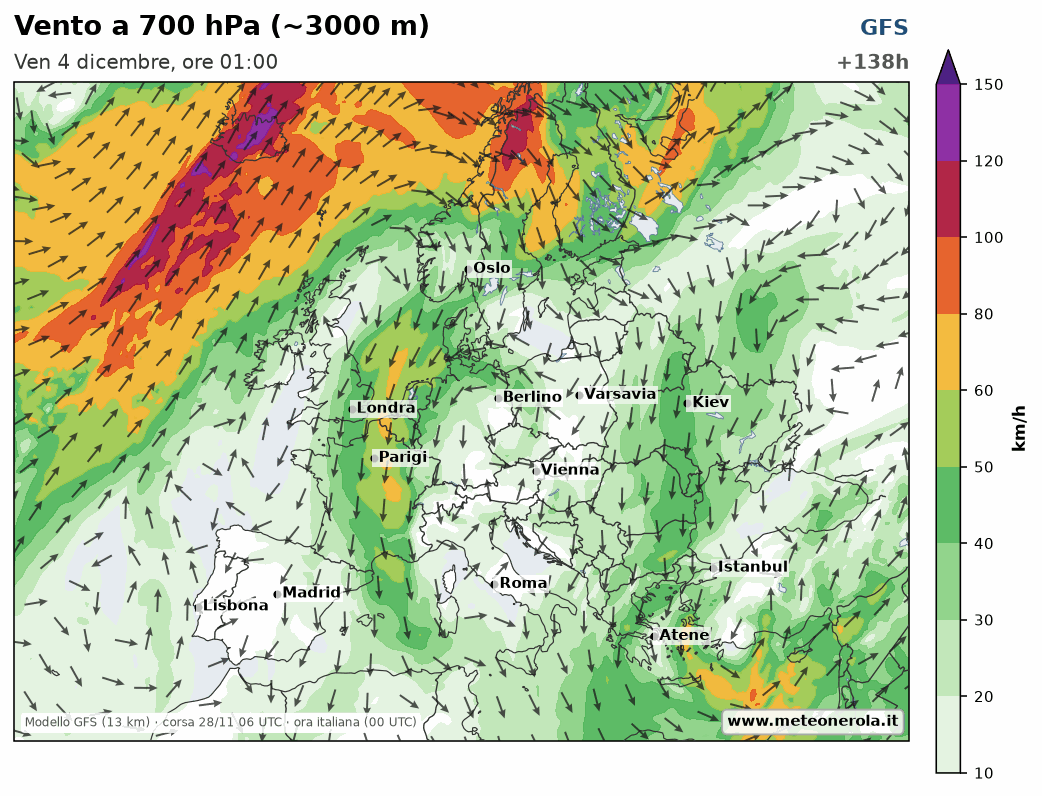 Vento a 700 hPa (~3000 m)
GFS
Ven 4 dicembre, ore 01:00
+138h
150
120
100
80
60
50
40
30
20
10
km/h
Oslo
Londra
Berlino
Varsavia
Kiev
Parigi
Vienna
Madrid
Lisbona
Roma
Istanbul
Atene
Modello GFS (13 km) · corsa 28/11 06 UTC · ora italiana (00 UTC)
www.meteonerola.it